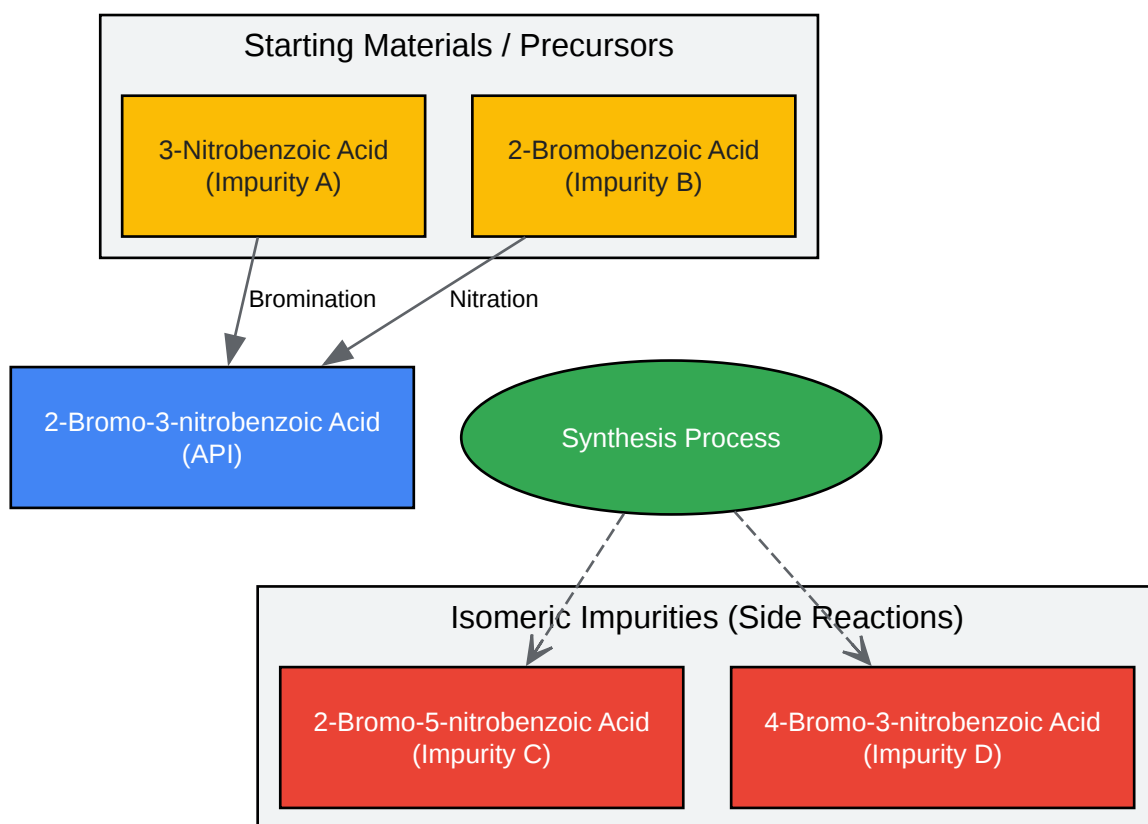 Starting Materials / Precursors
3-Nitrobenzoic Acid
(Impurity A)
2-Bromobenzoic Acid
(Impurity B)
Bromination
Nitration
2-Bromo-3-nitrobenzoic Acid
(API)
Synthesis Process
Isomeric Impurities (Side Reactions)
2-Bromo-5-nitrobenzoic Acid
(Impurity C)
4-Bromo-3-nitrobenzoic Acid
(Impurity D)